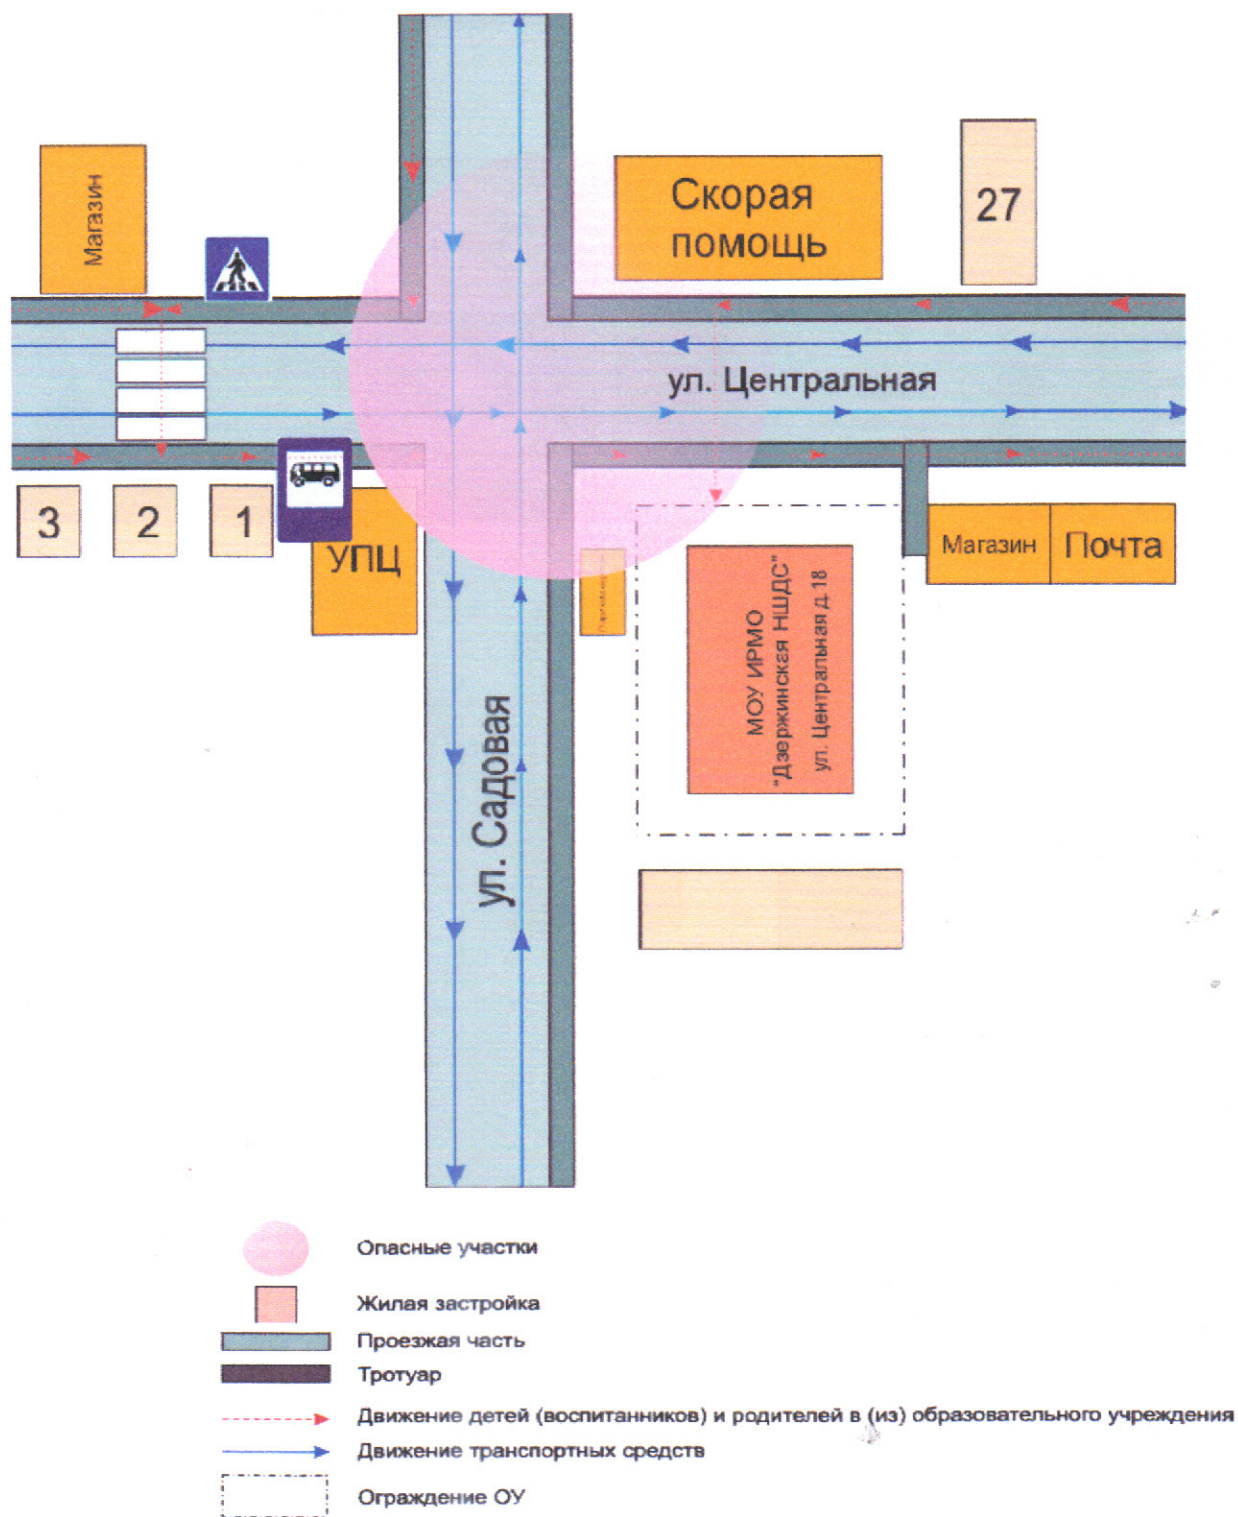 Магазин
Скорая
помощь
27
ул. Центральная
3
2
1
УПЦ
Магазин
Почта
МОУ ИРМО
"Дзержинская НШДС"
ул. Центральная д.18
ул. Садовая
Опасные участки
Жилая застройка
Проезжая часть
Тротуар
Движение детей (воспитанников) и родителей в (из) образовательного учреждения
Движение транспортных средств
Ограждение ОУ